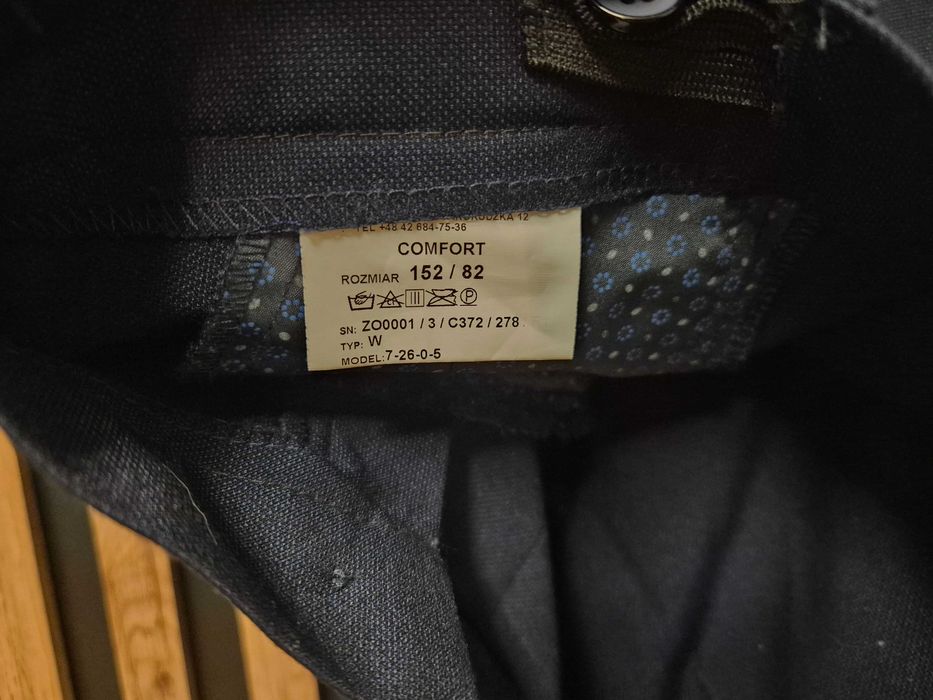 TEL +48 42 684-75-36
COMFORT
ROZMIAR 152 / 82
SN: ZO0001 / 3 / C372 / 278
TYP: W
MODEL: 7-26-0-5